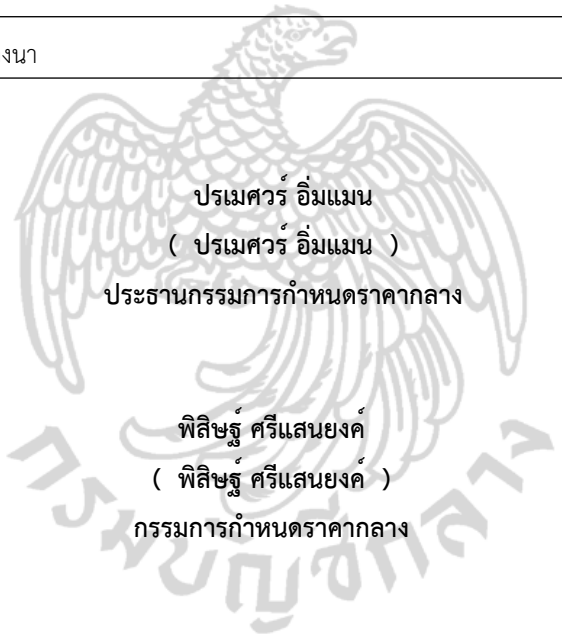 งนา
ปรเมศวร์ อิ่มแมน
( ปรเมศวร์ อิ่มแมน )
ประธานกรรมการกำหนดราคากลาง
พิสิษฐ์ ศรีแสนยงค์
( พิสิษฐ์ ศรีแสนยงค์ )
กรรมการกำหนดราคากลาง
กรมบัญชีกลาง